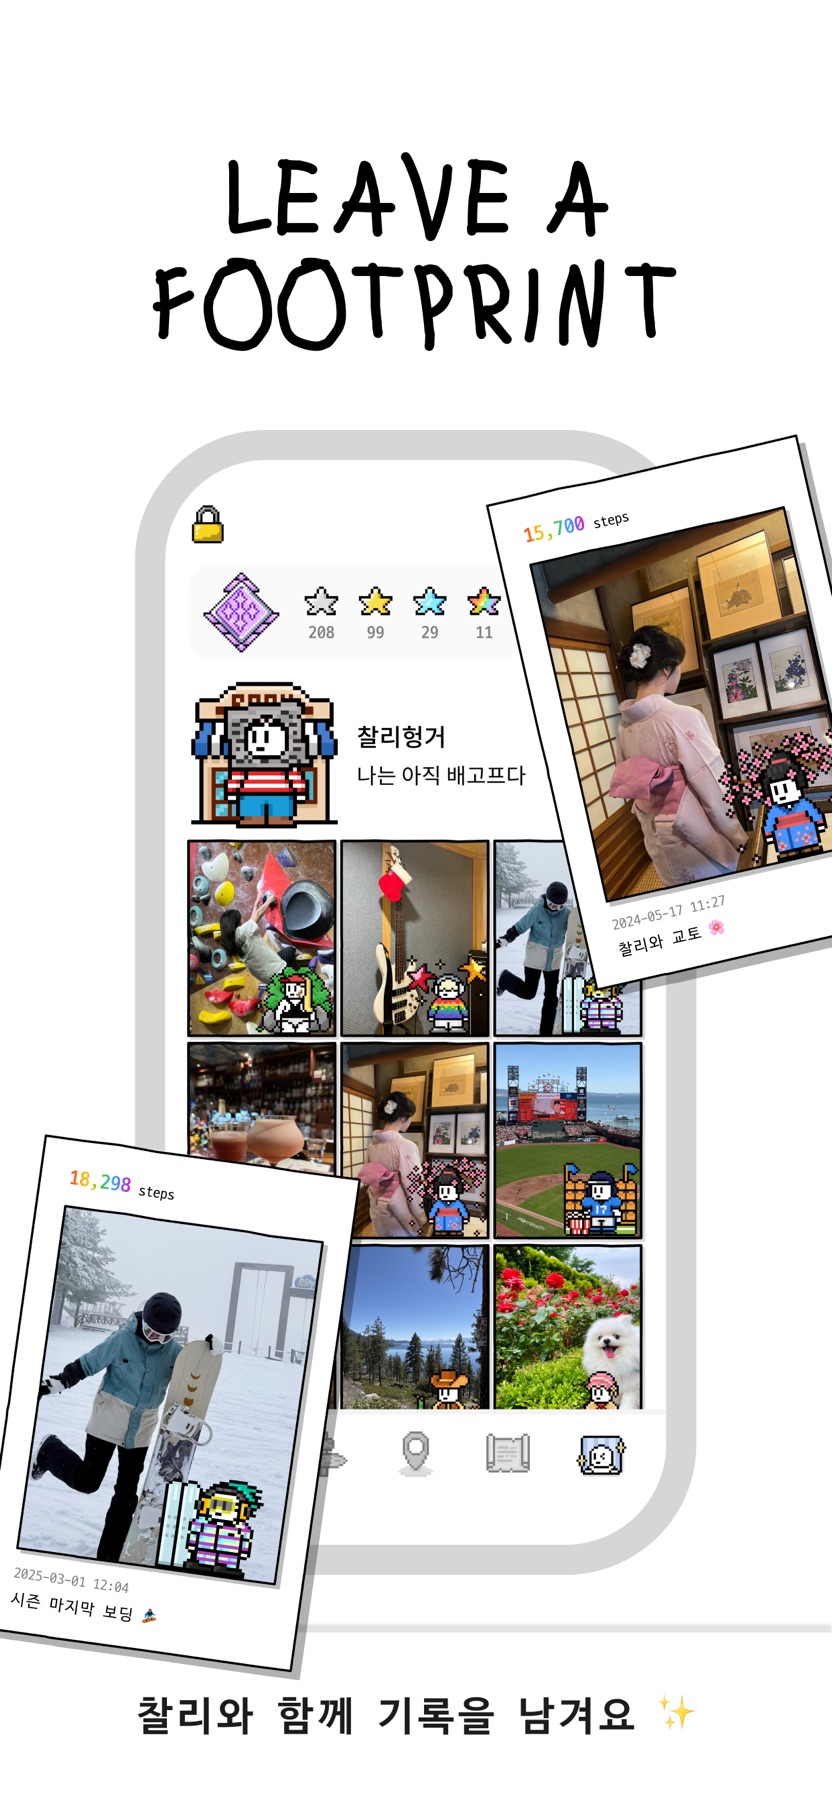 LEAVE A
FOOTPRINT
15,700 steps
208 99 29 11
찰리헝거
나는 아직 배고프다
2024-05-17 11:27
찰리와 교토 🌸
18,298 steps
17
2025-03-01 12:04
시즌 마지막 보딩 🏂
찰리와 함께 기록을 남겨요 ✨